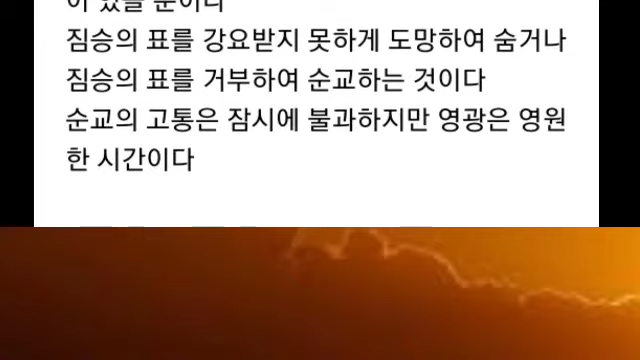 짐승의 표를 강요받지 못하게 도망하여 숨거나
짐승의 표를 거부하여 순교하는 것이다
순교의 고통은 잠시에 불과하지만 영광은 영원
한 시간이다